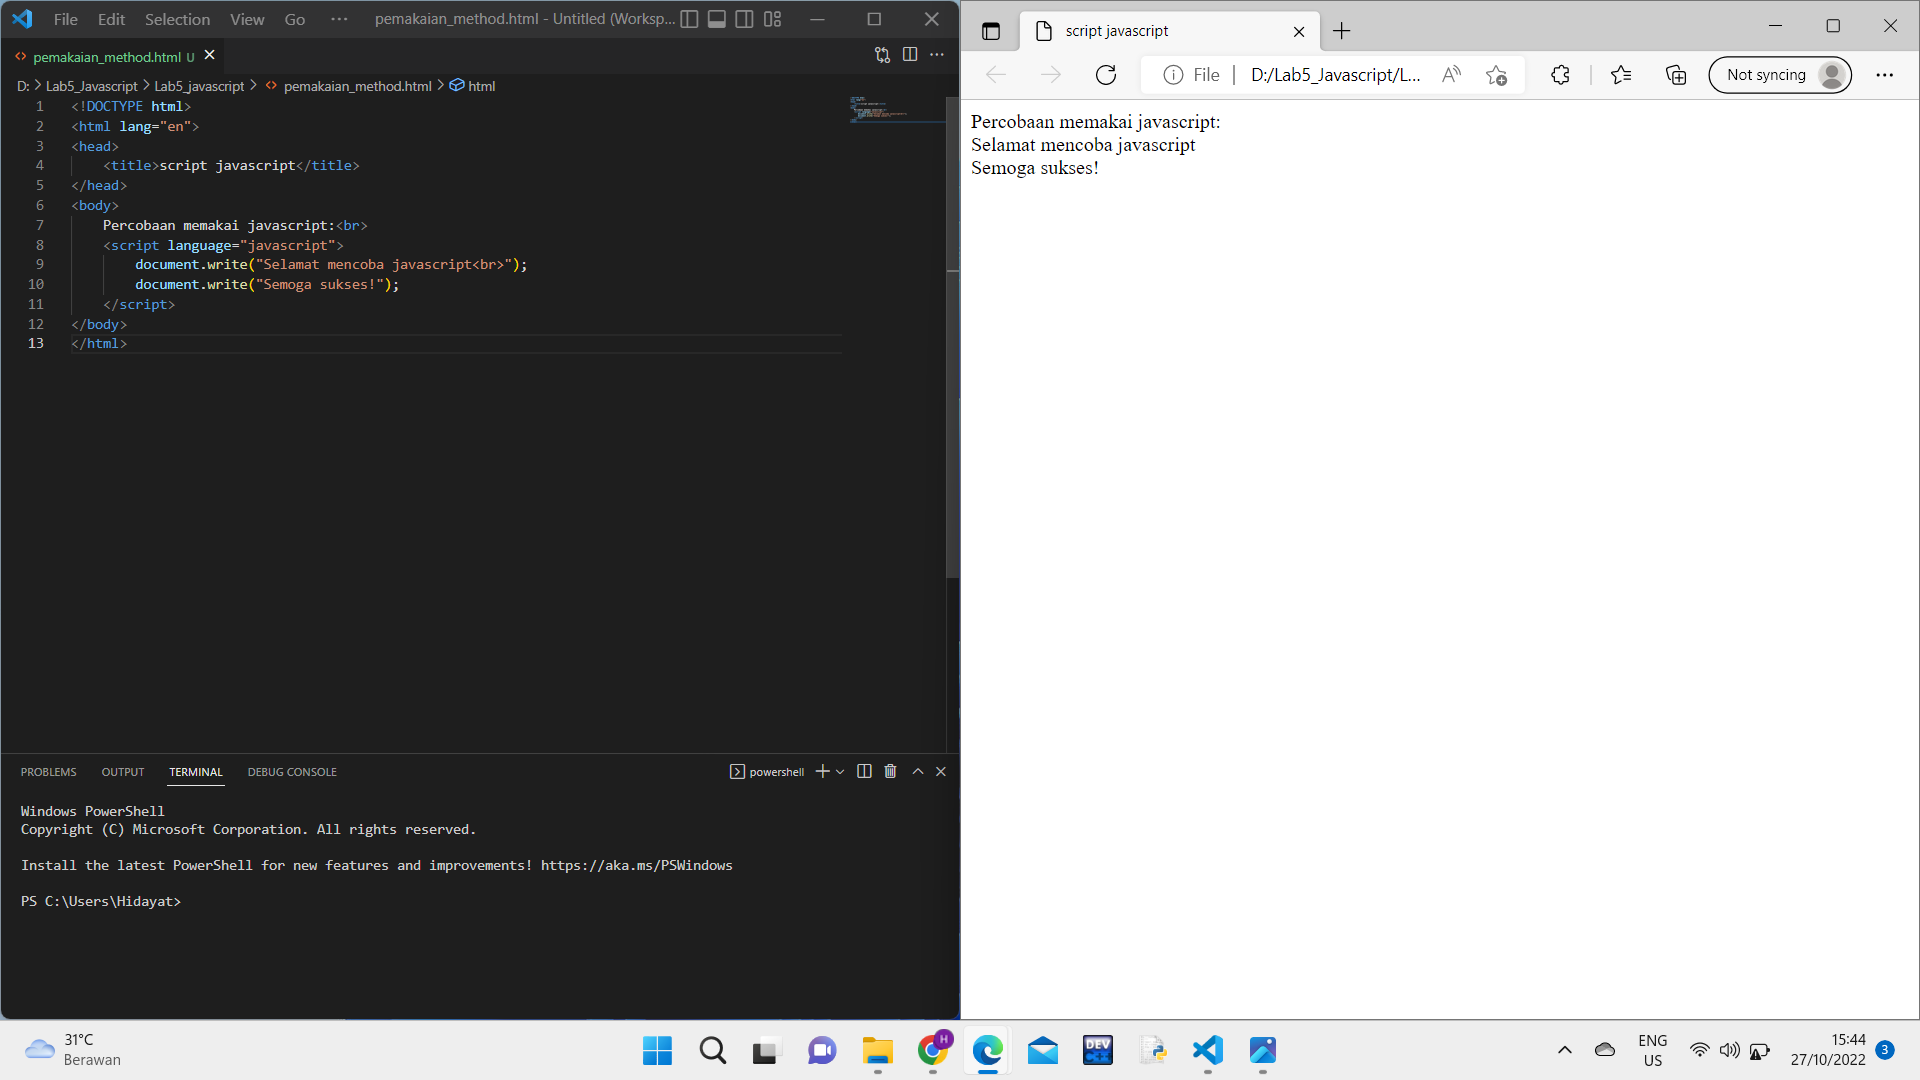 File Edit Selection View Go ··· pemakaian_method.html - Untitled (Worksp...
pemakaian_method.html U
D: > Lab5_Javascript > Lab5_javascript > pemakaian_method.html > html
1 <!DOCTYPE html>
2 <html lang="en">
3 <head>
4 <title>script javascript</title>
5 </head>
6 <body>
7 Percobaan memakai javascript:<br>
8 <script language="javascript">
9 document.write("Selamat mencoba javascript<br>");
10 document.write("Semoga sukses!");
11 </script>
12 </body>
13 </html>
PROBLEMS OUTPUT TERMINAL DEBUG CONSOLE powershell
Windows PowerShell
Copyright (C) Microsoft Corporation. All rights reserved.
Install the latest PowerShell for new features and improvements! https://aka.ms/PSWindows
PS C:\Users\Hidayat>
script javascript
File D:/Lab5_Javascript/L... Not syncing
Percobaan memakai javascript:
Selamat mencoba javascript
Semoga sukses!
31°C
Berawan
H
DEV
C++
ENG
US
15:44
27/10/2022
3